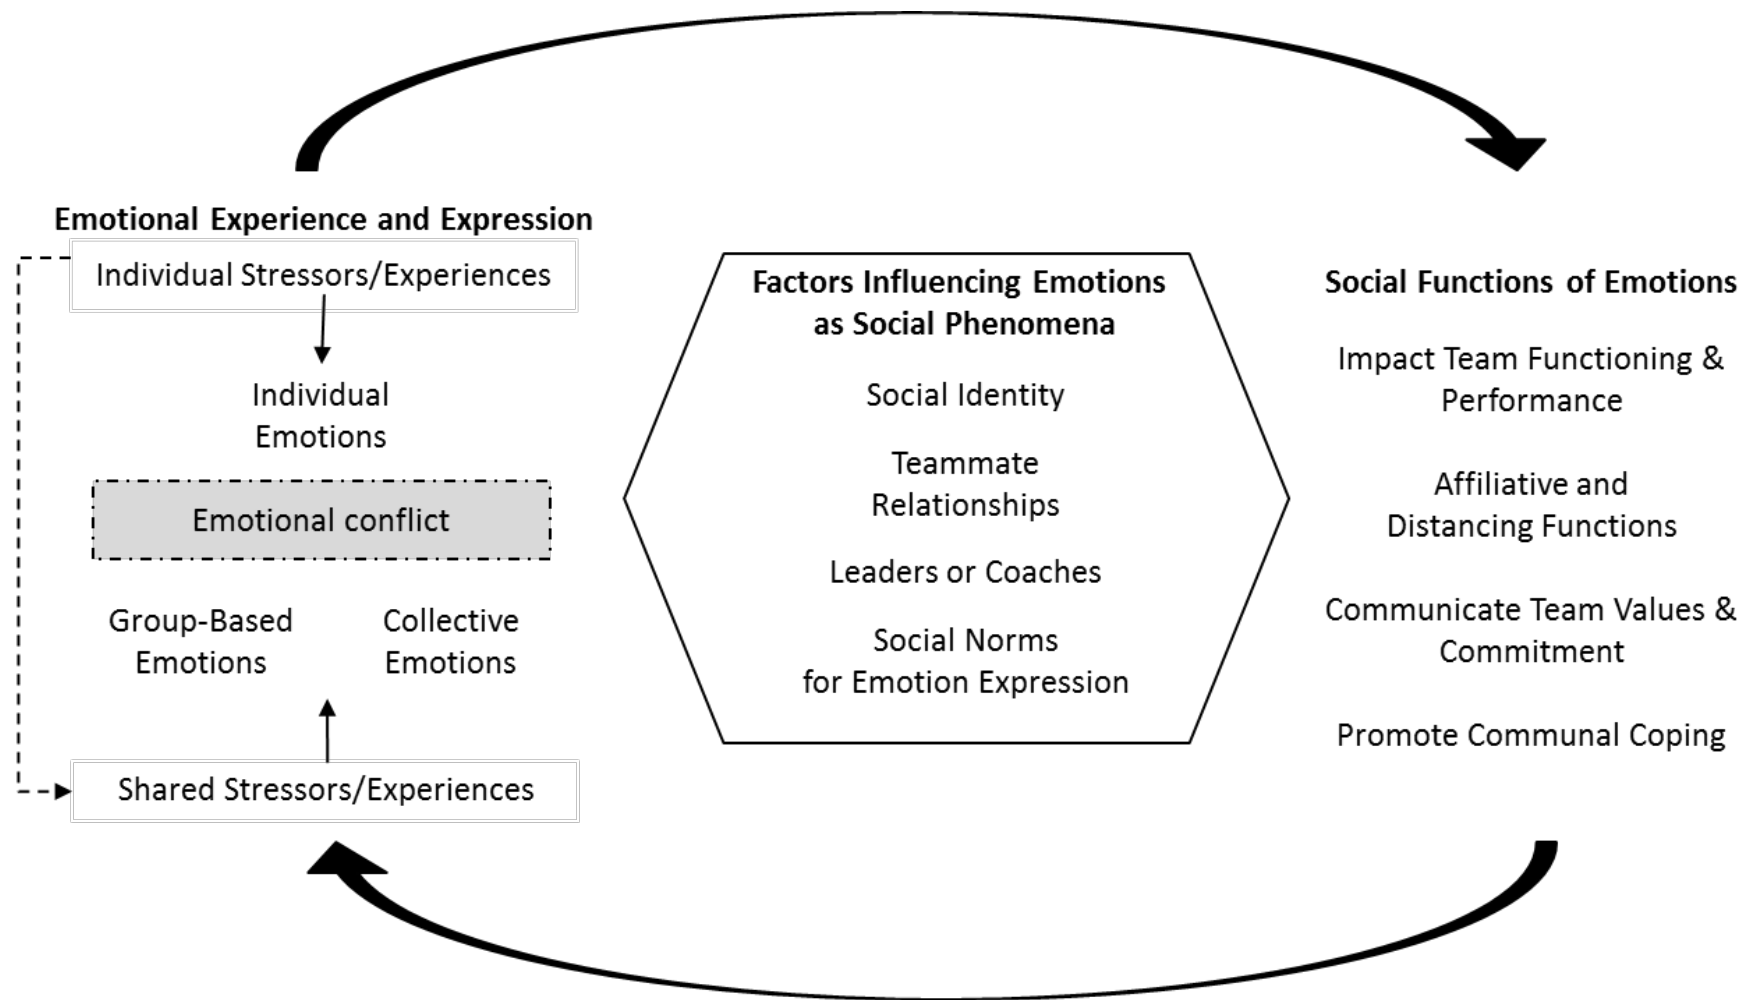 Emotional Experience and Expression
Individual Stressors/Experiences
Individual
Emotions
Emotional conflict
Group-Based
Emotions
Collective
Emotions
Shared Stressors/Experiences
Factors Influencing Emotions
as Social Phenomena
Social Identity
Teammate
Relationships
Leaders or Coaches
Social Norms
for Emotion Expression
Social Functions of Emotions
Impact Team Functioning &
Performance
Affiliative and
Distancing Functions
Communicate Team Values &
Commitment
Promote Communal Coping